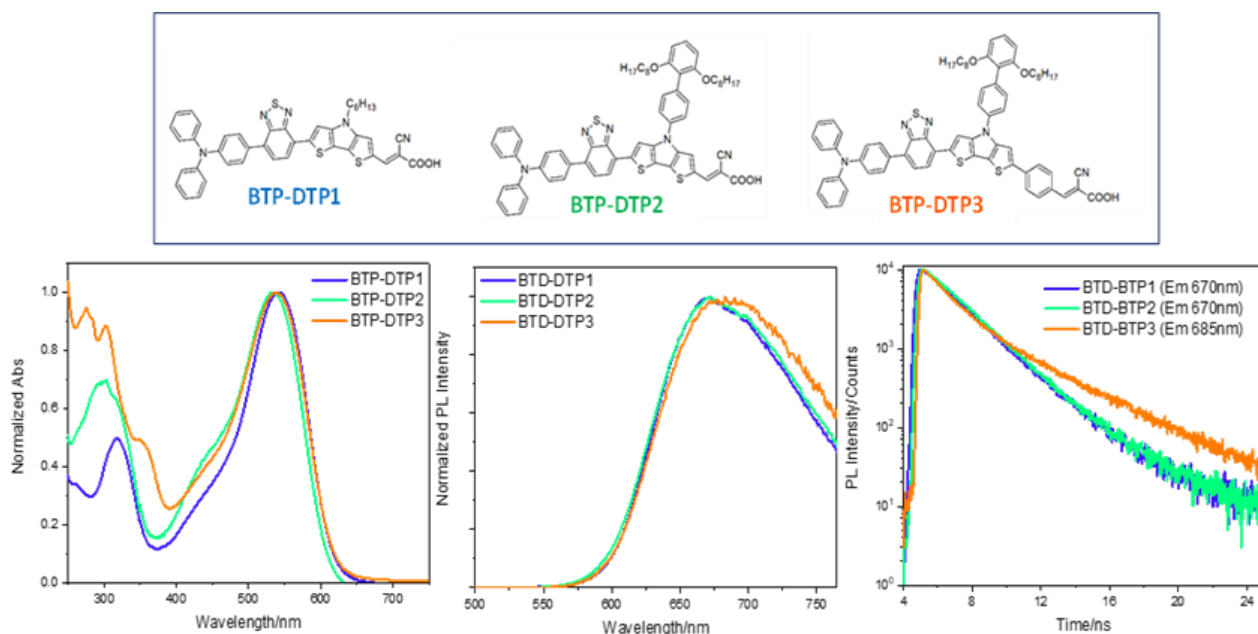 C6H13
N
S
N
N
N
S
S
CN
COOH
BTP-DTP1
H17C8O
OC8H17
N
S
N
N
N
S
S
CN
COOH
BTP-DTP2
H17C8O
OC8H17
N
S
N
N
N
S
S
CN
COOH
BTP-DTP3
Normalized Abs
1.0
0.8
0.6
0.4
0.2
0.0
300 400 500 600 700
Wavelength/nm
BTP-DTP1
BTP-DTP2
BTP-DTP3
Normalized PL Intensity
500 550 600 650 700 750
Wavelength/nm
BTD-DTP1
BTD-DTP2
BTD-DTP3
PL Intensity/Counts
10^4
10^3
10^2
10^1
10^0
4 8 12 16 20 24
Time/ns
BTD-BTP1 (Em 670nm)
BTD-BTP2 (Em 670nm)
BTD-BTP3 (Em 685nm)